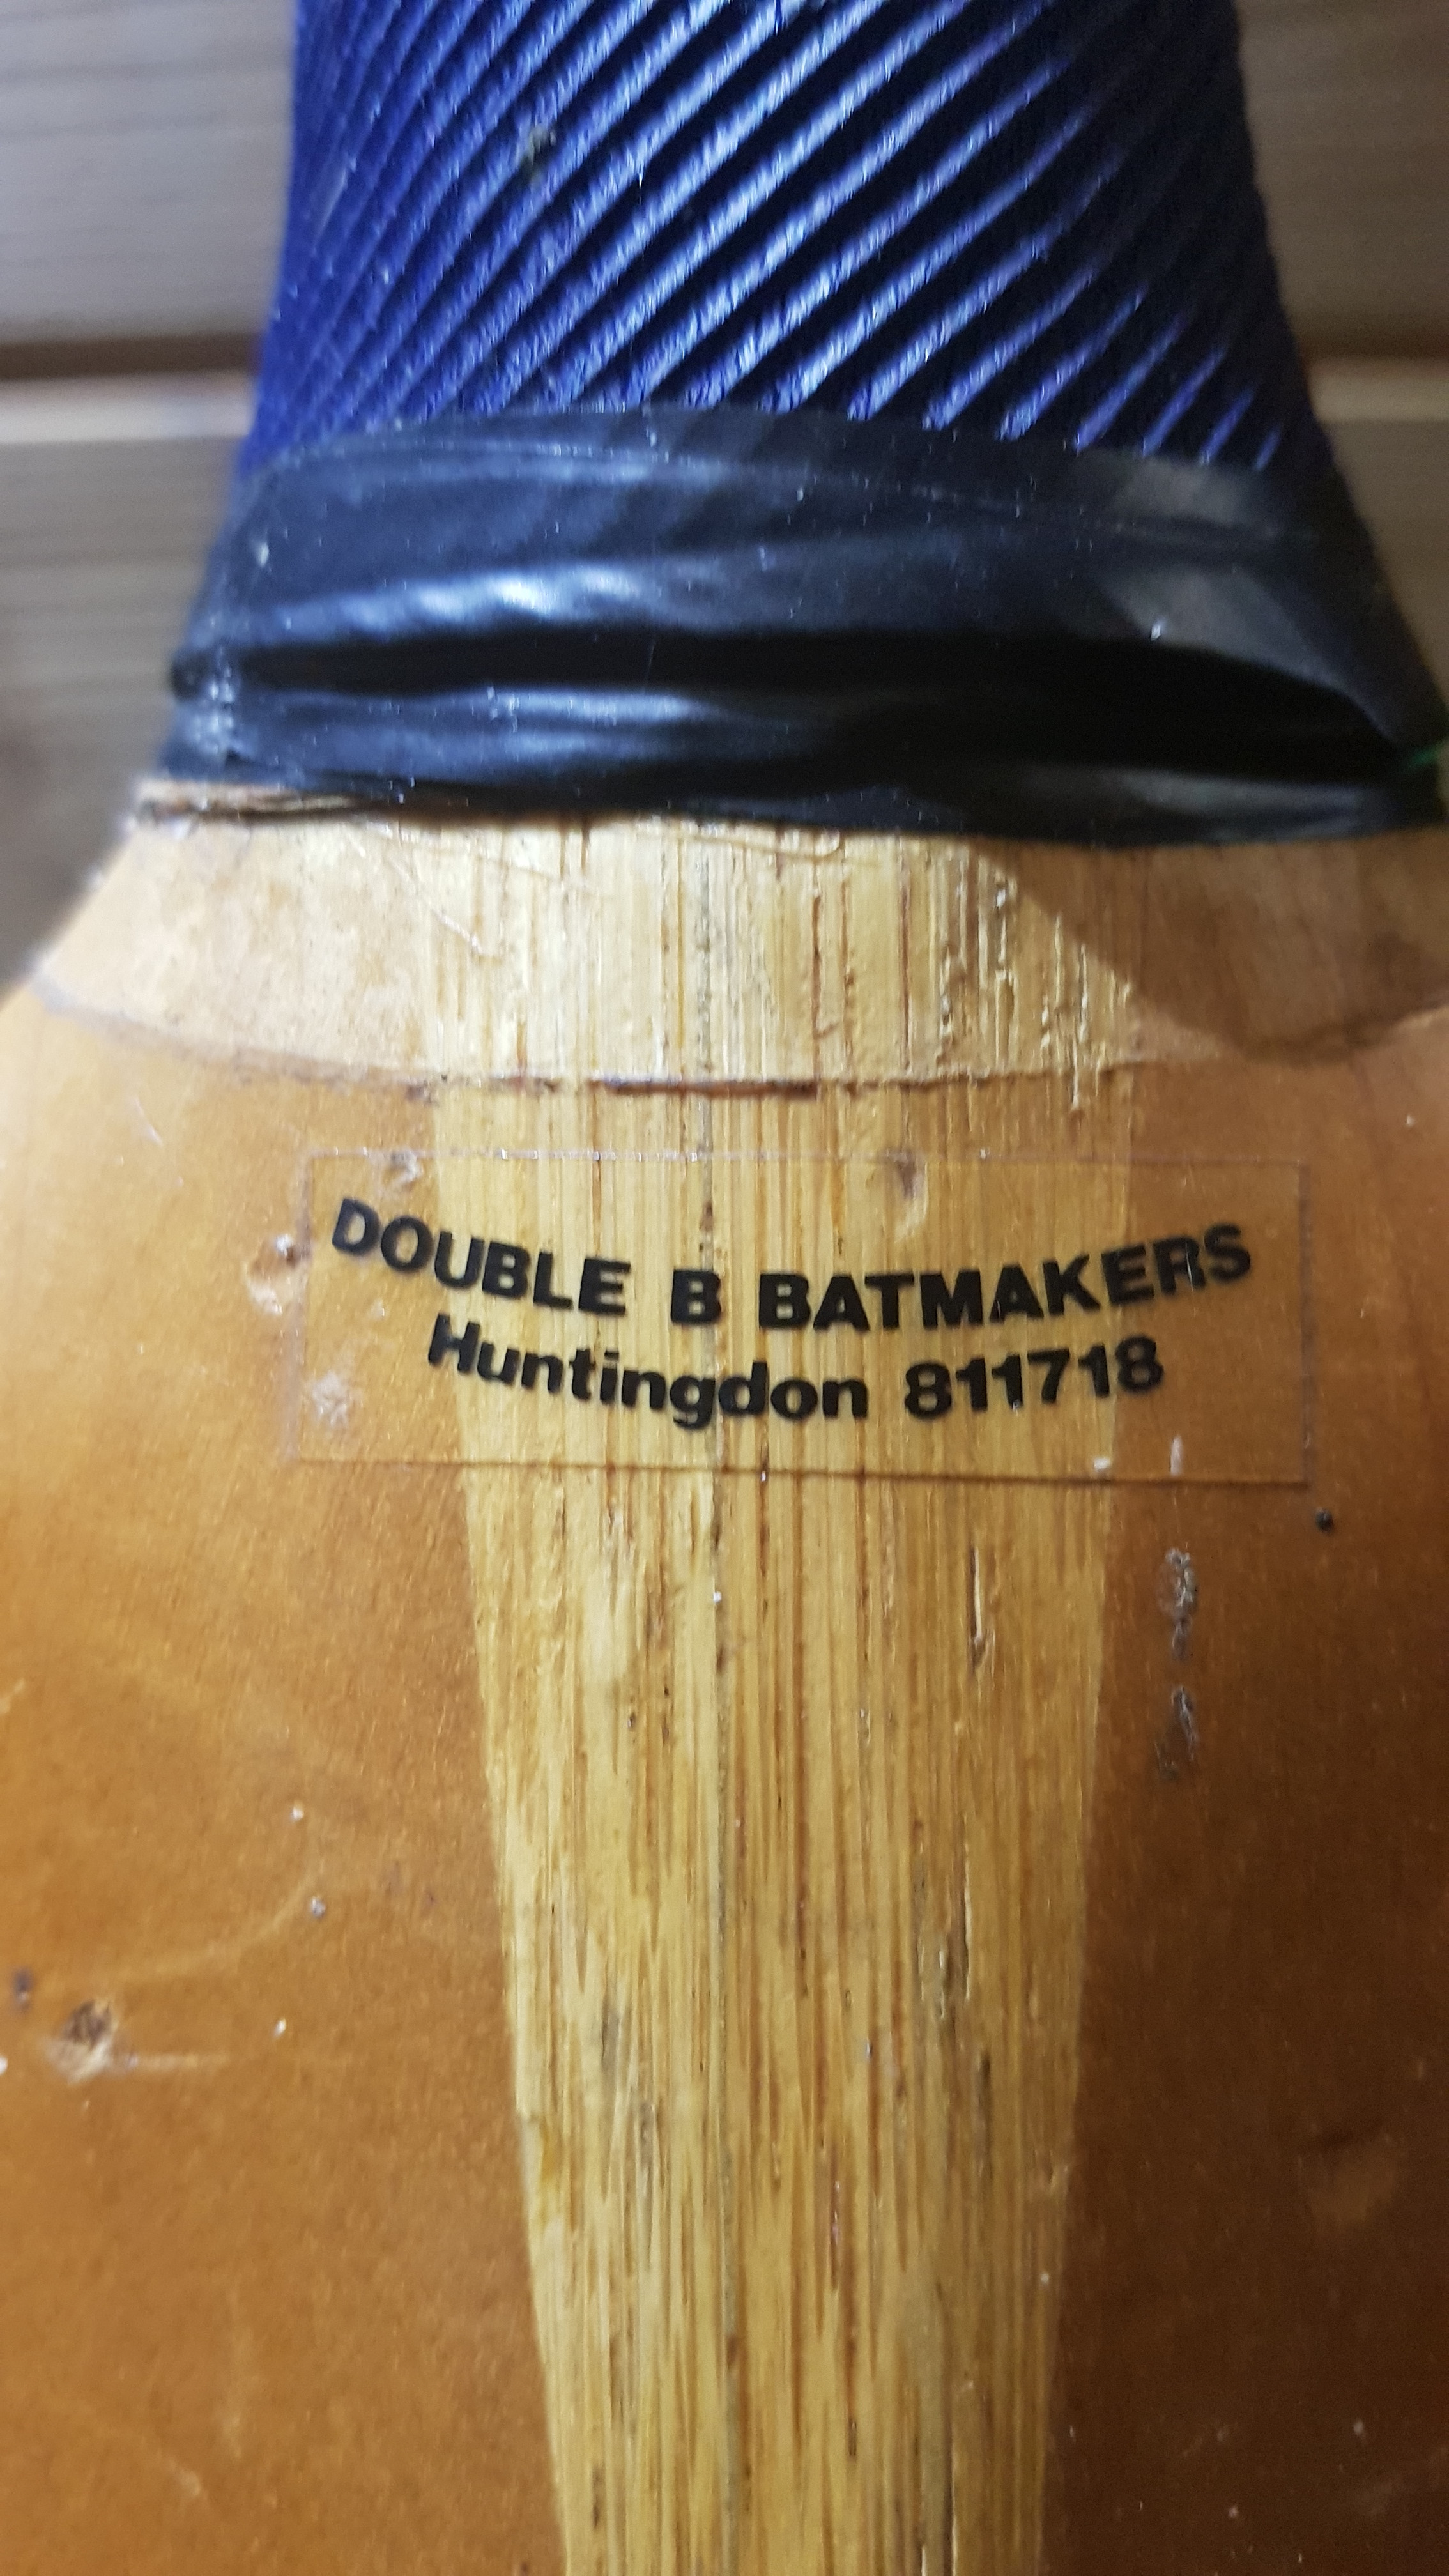 DOUBLE B BATMAKERS
Huntingdon 811718